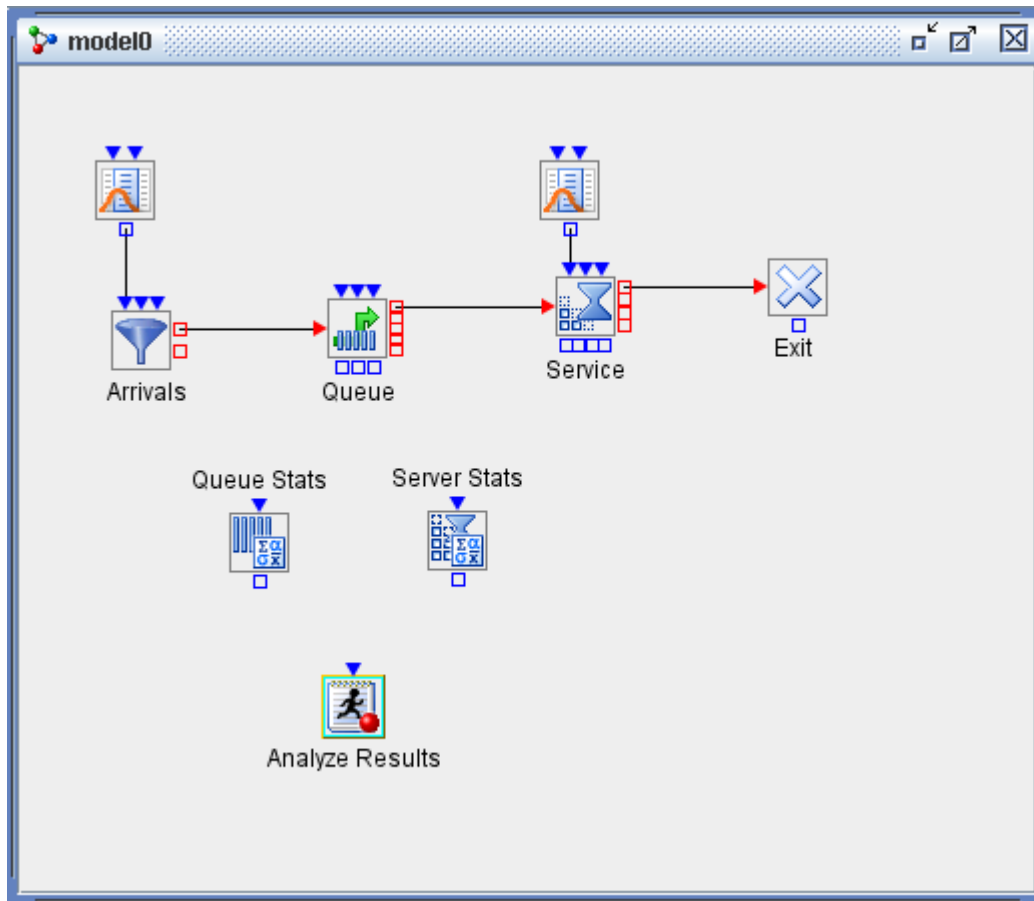 model0
Arrivals
Queue
Service
Exit
Queue Stats
Server Stats
Analyze Results